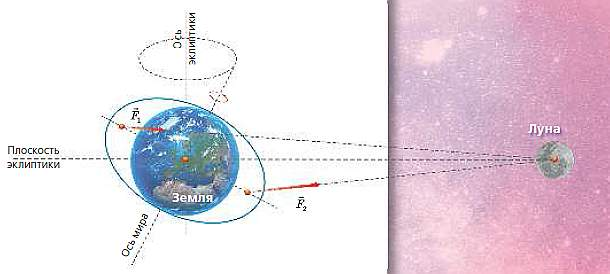 Ось
эклиптики
F₁
Луна
Плоскость
эклиптики
Земля
F₂
Ось мира